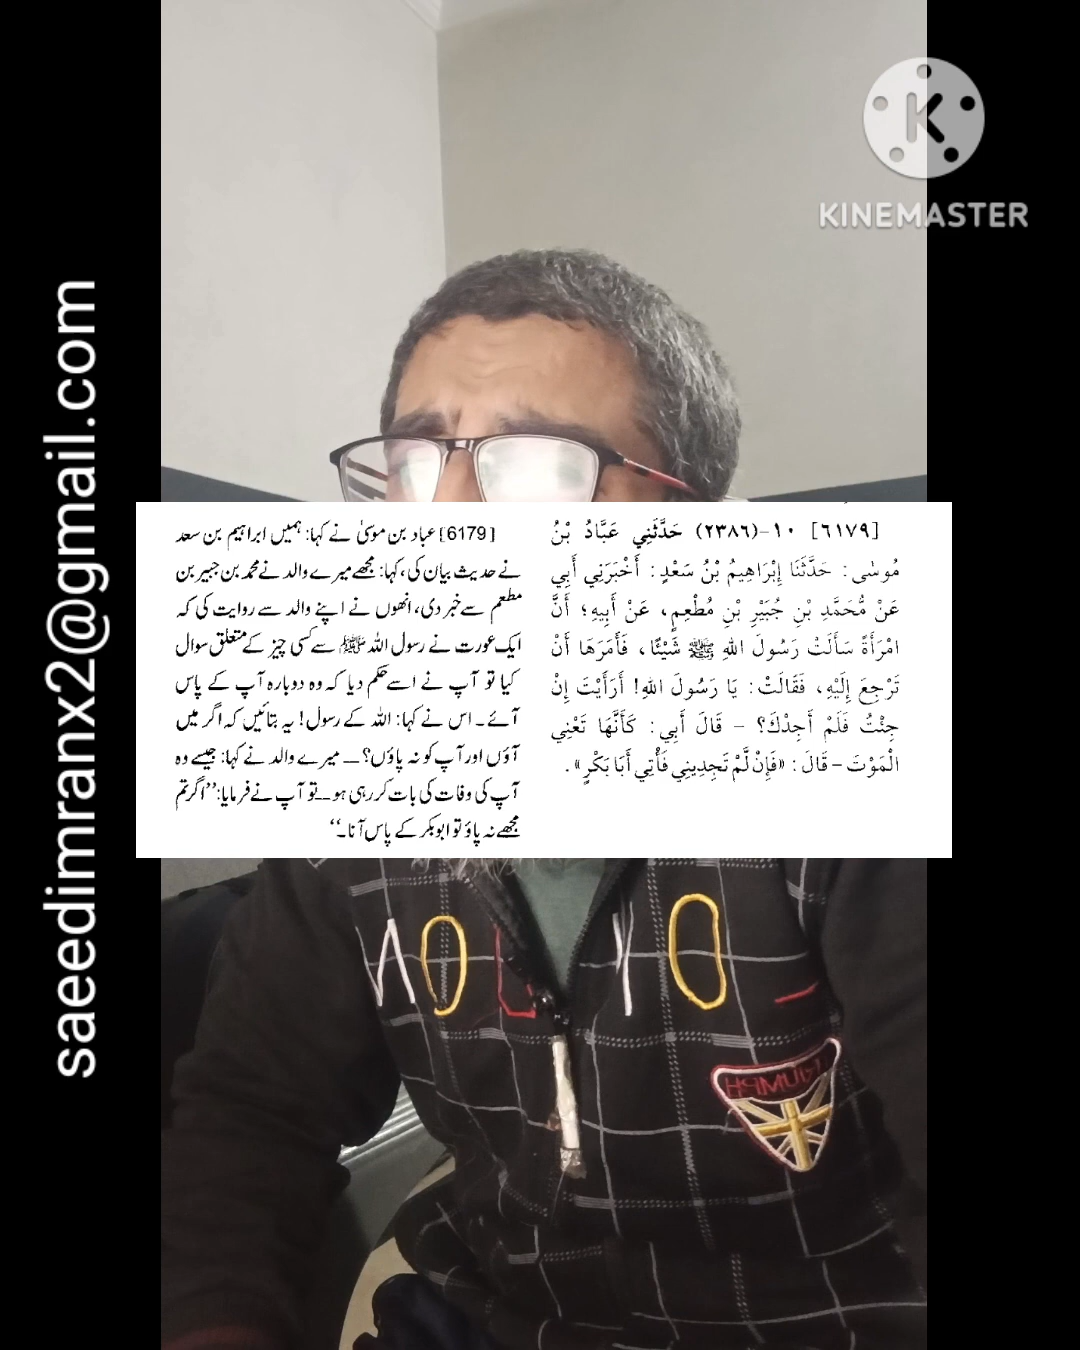 KINEMASTER
saeedimranx2@gmail.com
[٦١٧٩] ١٠-(٢٣٨٦) حَدَّثَنِي عَبَّادُ بْنُ
مُوسٰى: حَدَّثَنَا إِبْرَاهِيمُ بْنُ سَعْدٍ: أَخْبَرَنِي أَبِي
عَنْ مُّحَمَّدِ بْنِ جُبَيْرِ بْنِ مُطْعِمٍ، عَنْ أَبِيهِ؛ أَنَّ
امْرَأَةً سَأَلَتْ رَسُولَ اللهِ ﷺ شَيْئًا، فَأَمَرَهَا أَنْ
تَرْجِعَ إِلَيْهِ، فَقَالَتْ: يَا رَسُولَ اللهِ! أَرَأَيْتَ إِنْ
جِئْتُ فَلَمْ أَجِدْكَ؟ - قَالَ أَبِي: كَأَنَّهَا تَعْنِي
الْمَوْتَ - قَالَ: «فَإِنْ لَّمْ تَجِدِينِي فَأْتِي أَبَا بَكْرٍ».
[6179] عباد بن موسیٰ نے کہا: ہمیں ابراہیم بن سعد
نے حدیث بیان کی، کہا: مجھے میرے والد نے محمد بن جبیر بن
مطعم سے خبر دی، انھوں نے اپنے والد سے روایت کی کہ
ایک عورت نے رسول اللہ ﷺ سے کسی چیز کے متعلق سوال
کیا تو آپ نے اسے حکم دیا کہ وہ دوبارہ آپ کے پاس
آئے۔ اس نے کہا: اللہ کے رسول! یہ بتائیں کہ اگر میں
آؤں اور آپ کو نہ پاؤں؟ ــ میرے والد نے کہا: جیسے وہ
آپ کی وفات کی بات کر رہی ہو ــ تو آپ نے فرمایا: ”اگر تم
مجھے نہ پاؤ تو ابوبکر کے پاس آنا۔“